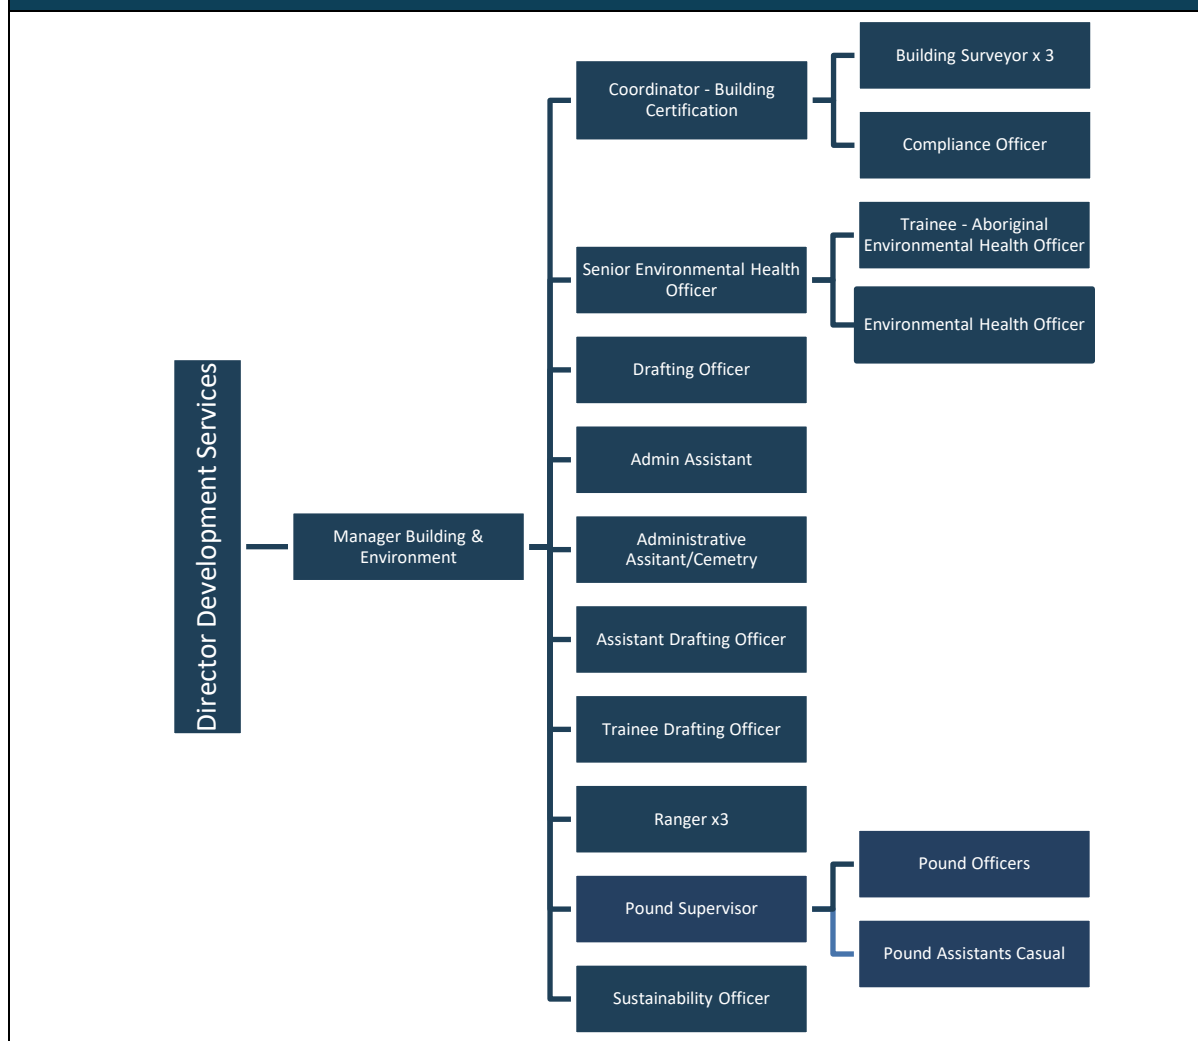 Director Development Services
Manager Building &
Environment
Coordinator - Building
Certification
Building Surveyor x 3
Compliance Officer
Senior Environmental Health
Officer
Trainee - Aboriginal
Environmental Health Officer
Environmental Health Officer
Drafting Officer
Admin Assistant
Administrative
Assitant/Cemetry
Assistant Drafting Officer
Trainee Drafting Officer
Ranger x3
Pound Supervisor
Pound Officers
Pound Assistants Casual
Sustainability Officer